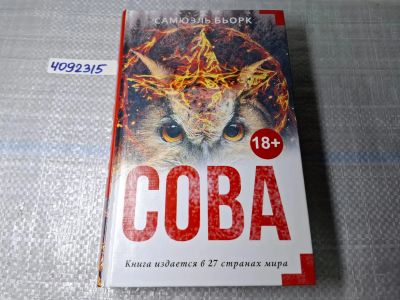 4092315
САМЮЭЛЬ БЬОРК
18+
СОВА
Книга издается в 27 странах мира